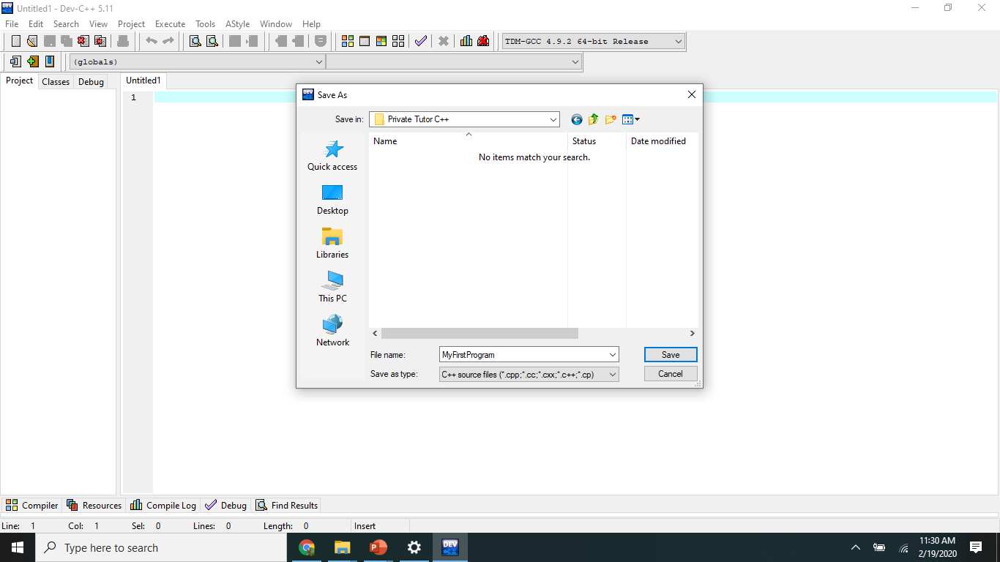 Untitled1 - Dev-C++ 5.11
File Edit Search View Project Execute Tools AStyle Window Help
TDM-GCC 4.9.2 64-bit Release
(globals)
Project Classes Debug Untitled1
1
DEV
Save As
Save in: Private Tutor C++
Name Status Date modified
No items match your search.
Quick access
Desktop
Libraries
This PC
Network
File name: MyFirstProgram Save
Save as type: C++ source files (*.cpp;*.cc;*.cxx;*.c++;*.cp) Cancel
Compiler Resources Compile Log Debug Find Results
Line: 1 Col: 1 Sel: 0 Lines: 0 Length: 0 Insert
Type here to search
P
DEV
11:30 AM
2/19/2020